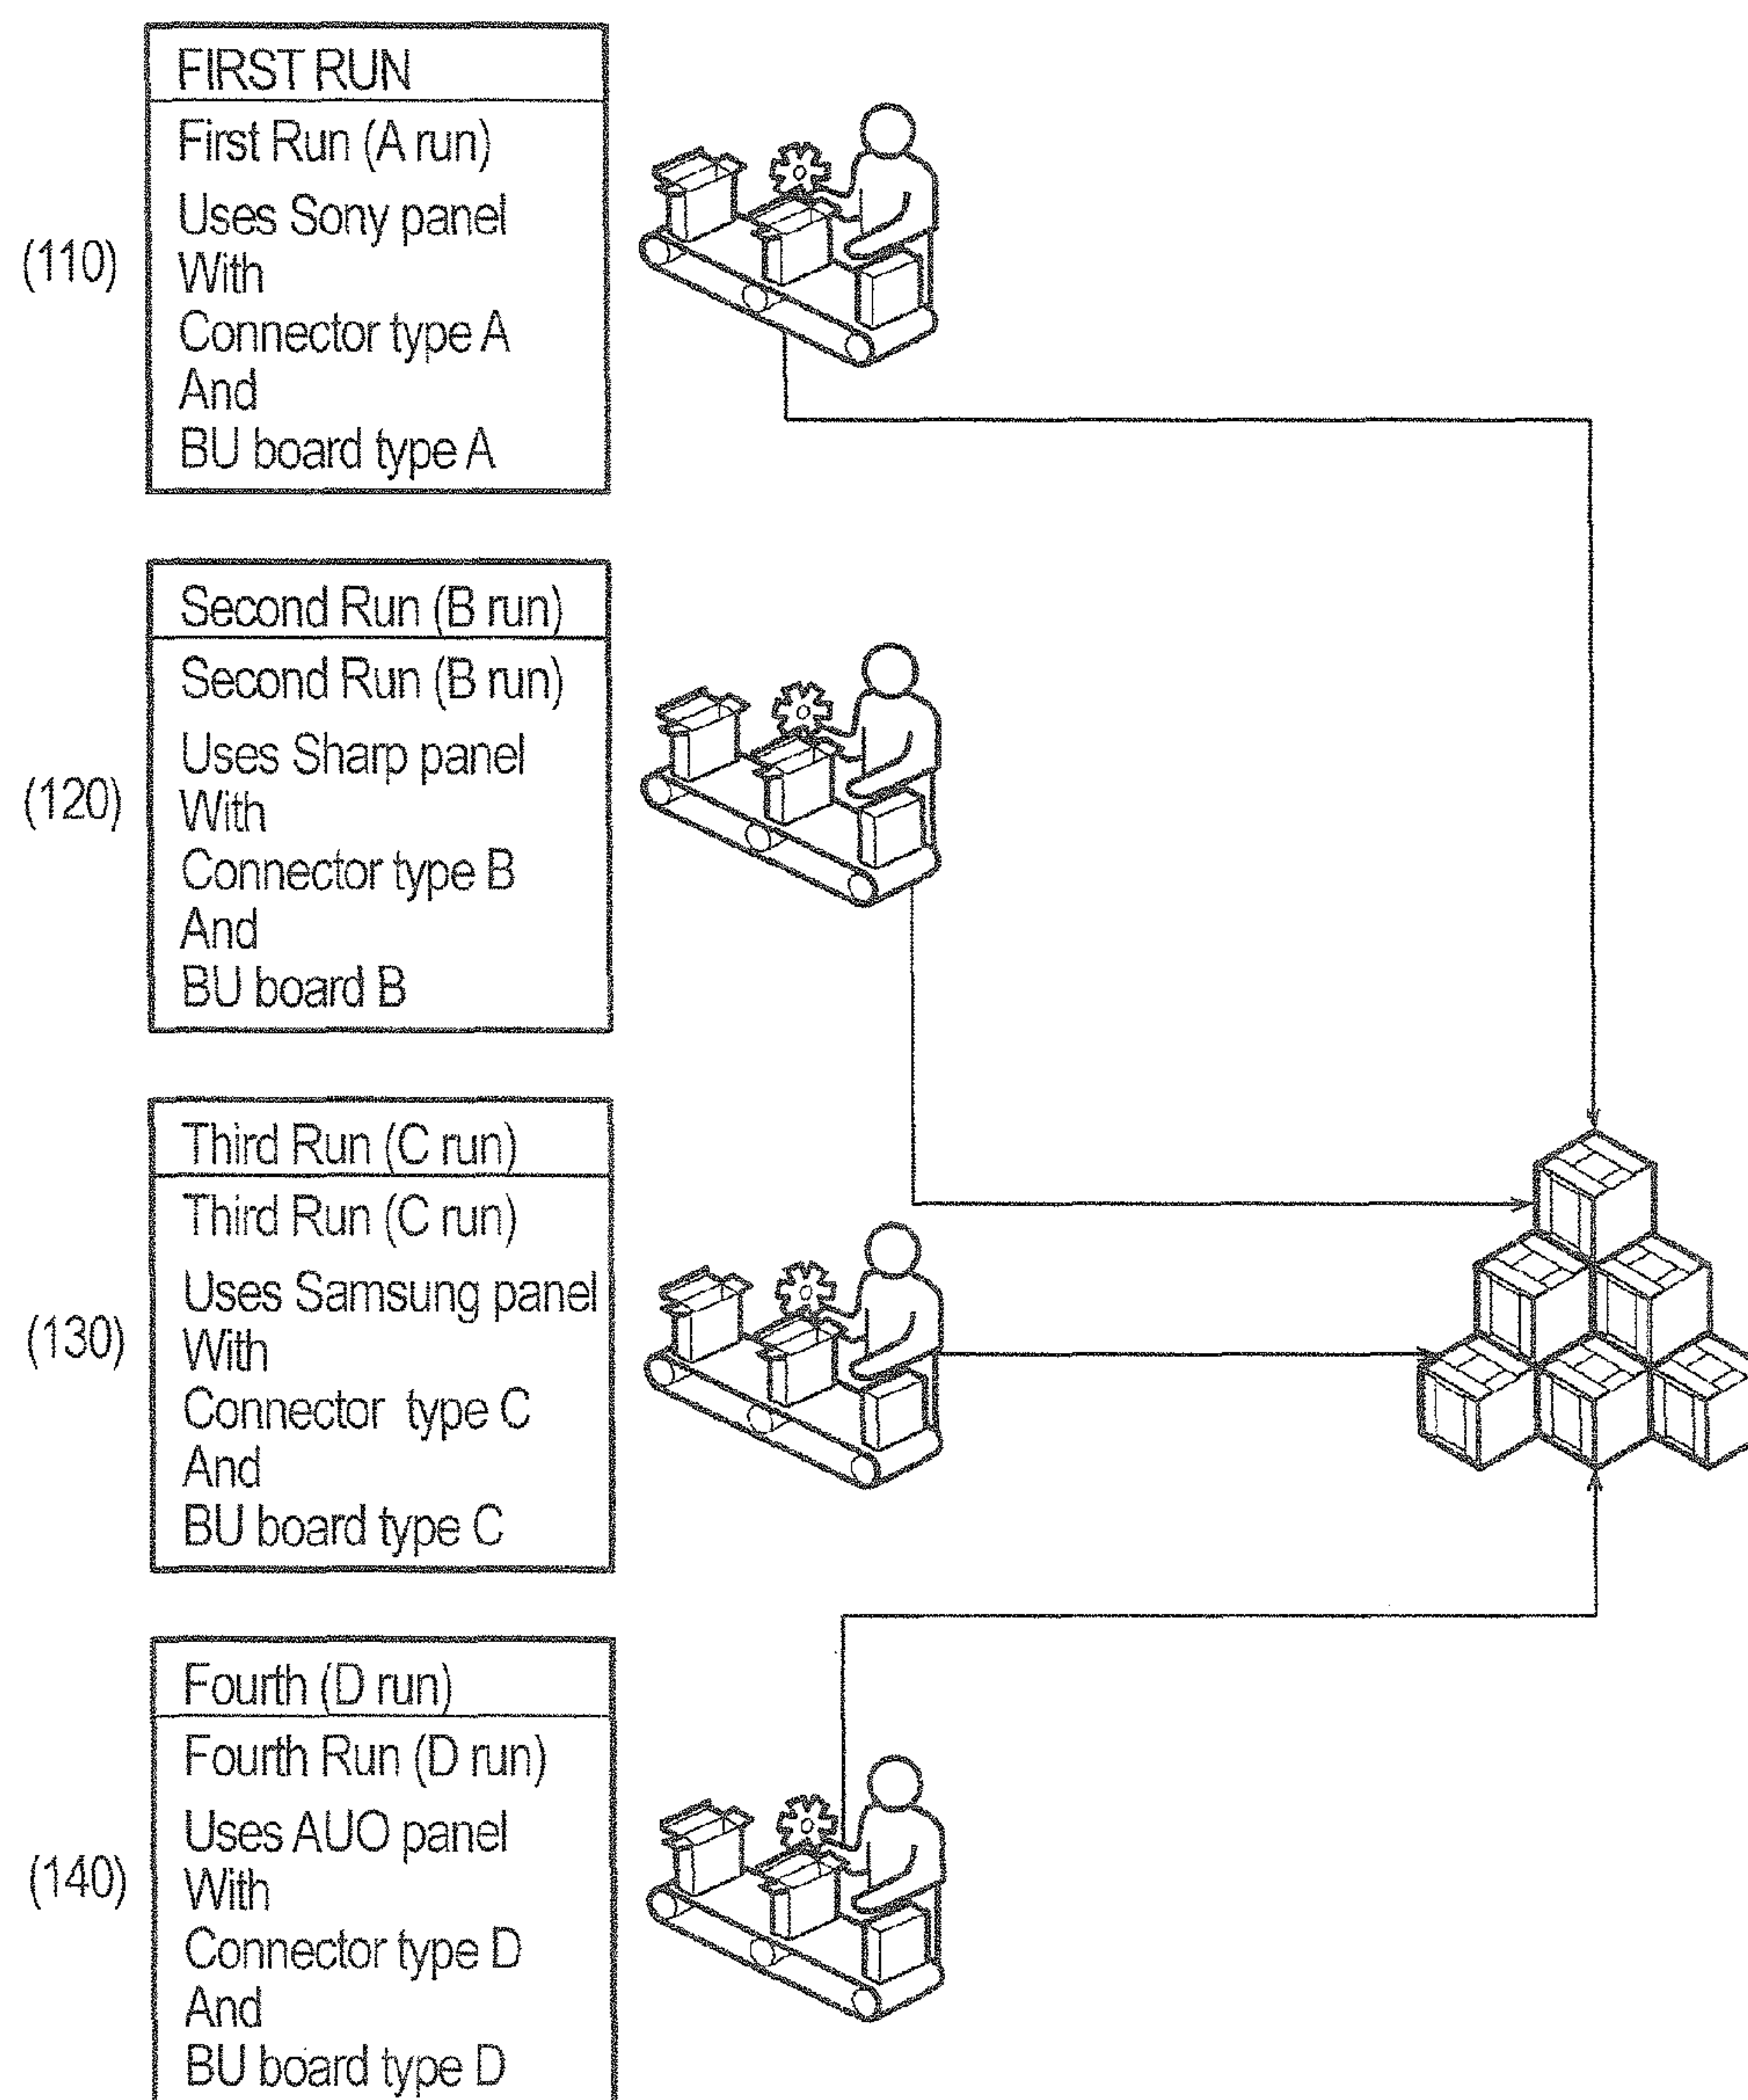 FIRST RUN
First Run (A run)
Uses Sony panel
(110)
With
Connector type A
And
BU board type A
Second Run (B run)
Second Run (B run)
Uses Sharp panel
(120)
With
Connector type B
And
BU board B
Third Run (C run)
Third Run (C run)
Uses Samsung panel
(130)
With
Connector type C
And
BU board type C
Fourth (D run)
Fourth Run (D run)
Uses AUO panel
(140)
With
Connector type D
And
BU board type D